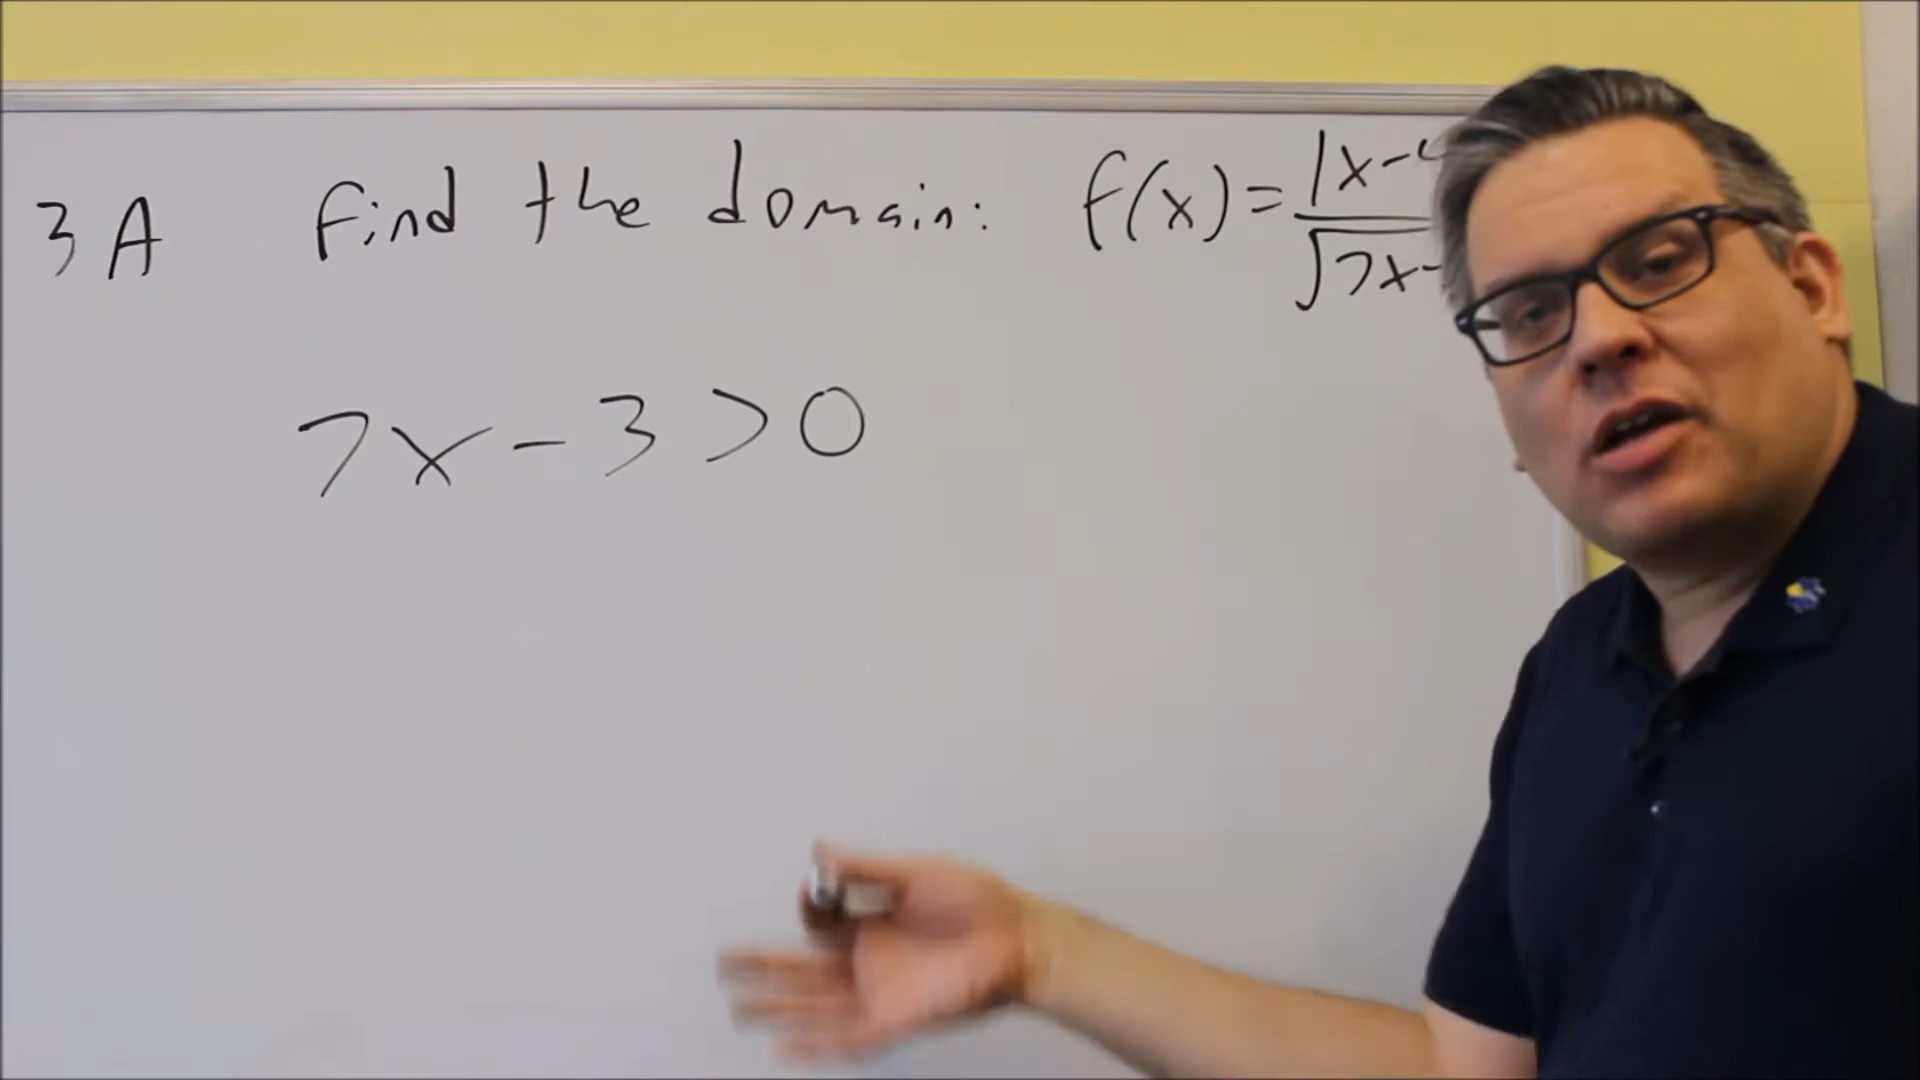 3A Find the domain: f(x)=|x-
√7x-
7x-3>0